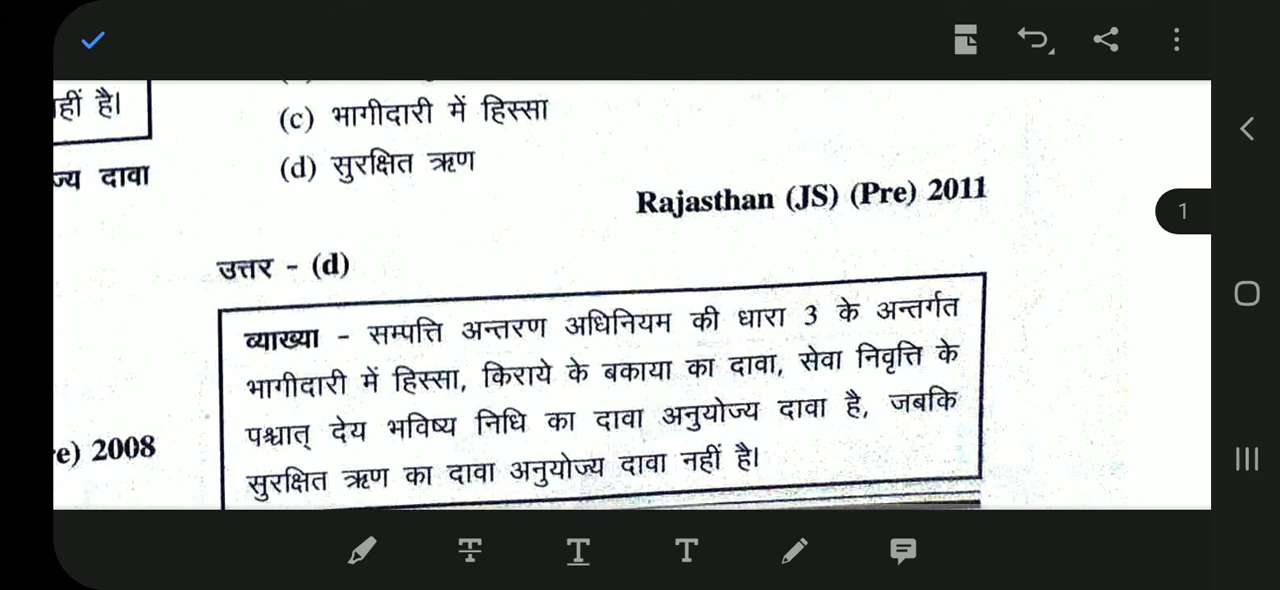 हीं है।
(c) भागीदारी में हिस्सा
ज्य दावा
(d) सुरक्षित ऋण
Rajasthan (JS) (Pre) 2011
1
उत्तर - (d)
व्याख्या - सम्पत्ति अन्तरण अधिनियम की धारा 3 के अन्तर्गत
भागीदारी में हिस्सा, किराये के बकाया का दावा, सेवा निवृत्ति के
पश्चात् देय भविष्य निधि का दावा अनुयोज्य दावा है, जबकि
सुरक्षित ऋण का दावा अनुयोज्य दावा नहीं है।
e) 2008